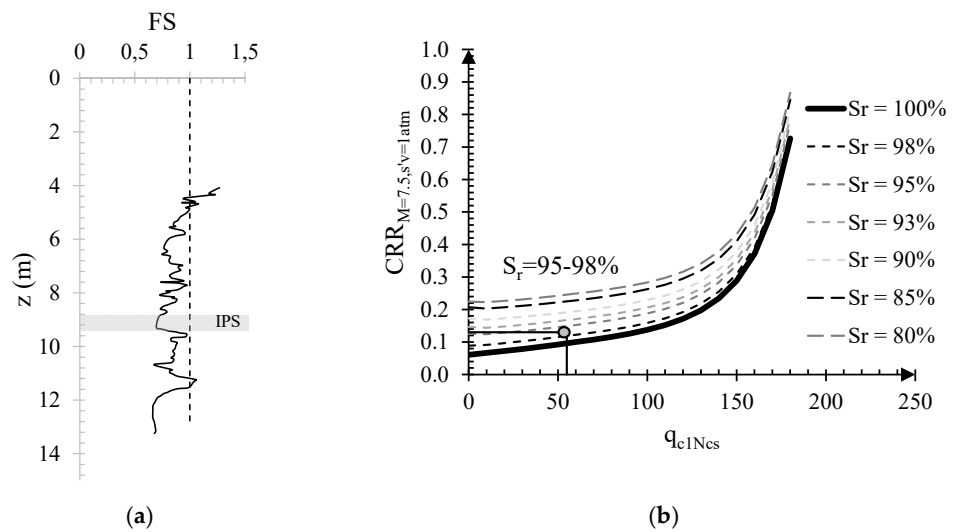 FS
0 0,5 1 1,5
0
2
4
6
8
10
12
14
z (m)
IPS
(a)
1.0
0.9
0.8
0.7
0.6
0.5
0.4
0.3
0.2
0.1
0.0
CRR M=7.5,s'v=1atm
Sr=95-98%
0 50 100 150 200 250
qc1Ncs
Sr = 100%
Sr = 98%
Sr = 95%
Sr = 93%
Sr = 90%
Sr = 85%
Sr = 80%
(b)